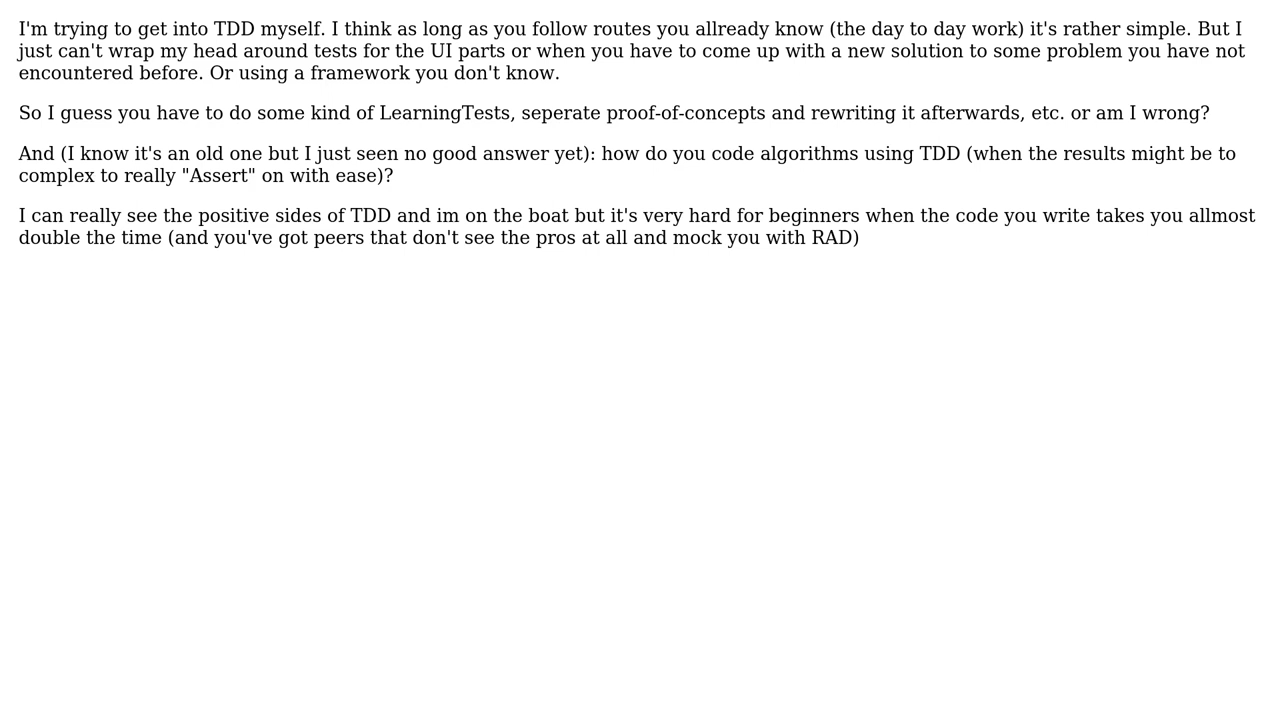 I'm trying to get into TDD myself. I think as long as you follow routes you allready know (the day to day work) it's rather simple. But I
just can't wrap my head around tests for the UI parts or when you have to come up with a new solution to some problem you have not
encountered before. Or using a framework you don't know.
So I guess you have to do some kind of LearningTests, seperate proof-of-concepts and rewriting it afterwards, etc. or am I wrong?
And (I know it's an old one but I just seen no good answer yet): how do you code algorithms using TDD (when the results might be to
complex to really "Assert" on with ease)?
I can really see the positive sides of TDD and im on the boat but it's very hard for beginners when the code you write takes you allmost
double the time (and you've got peers that don't see the pros at all and mock you with RAD)